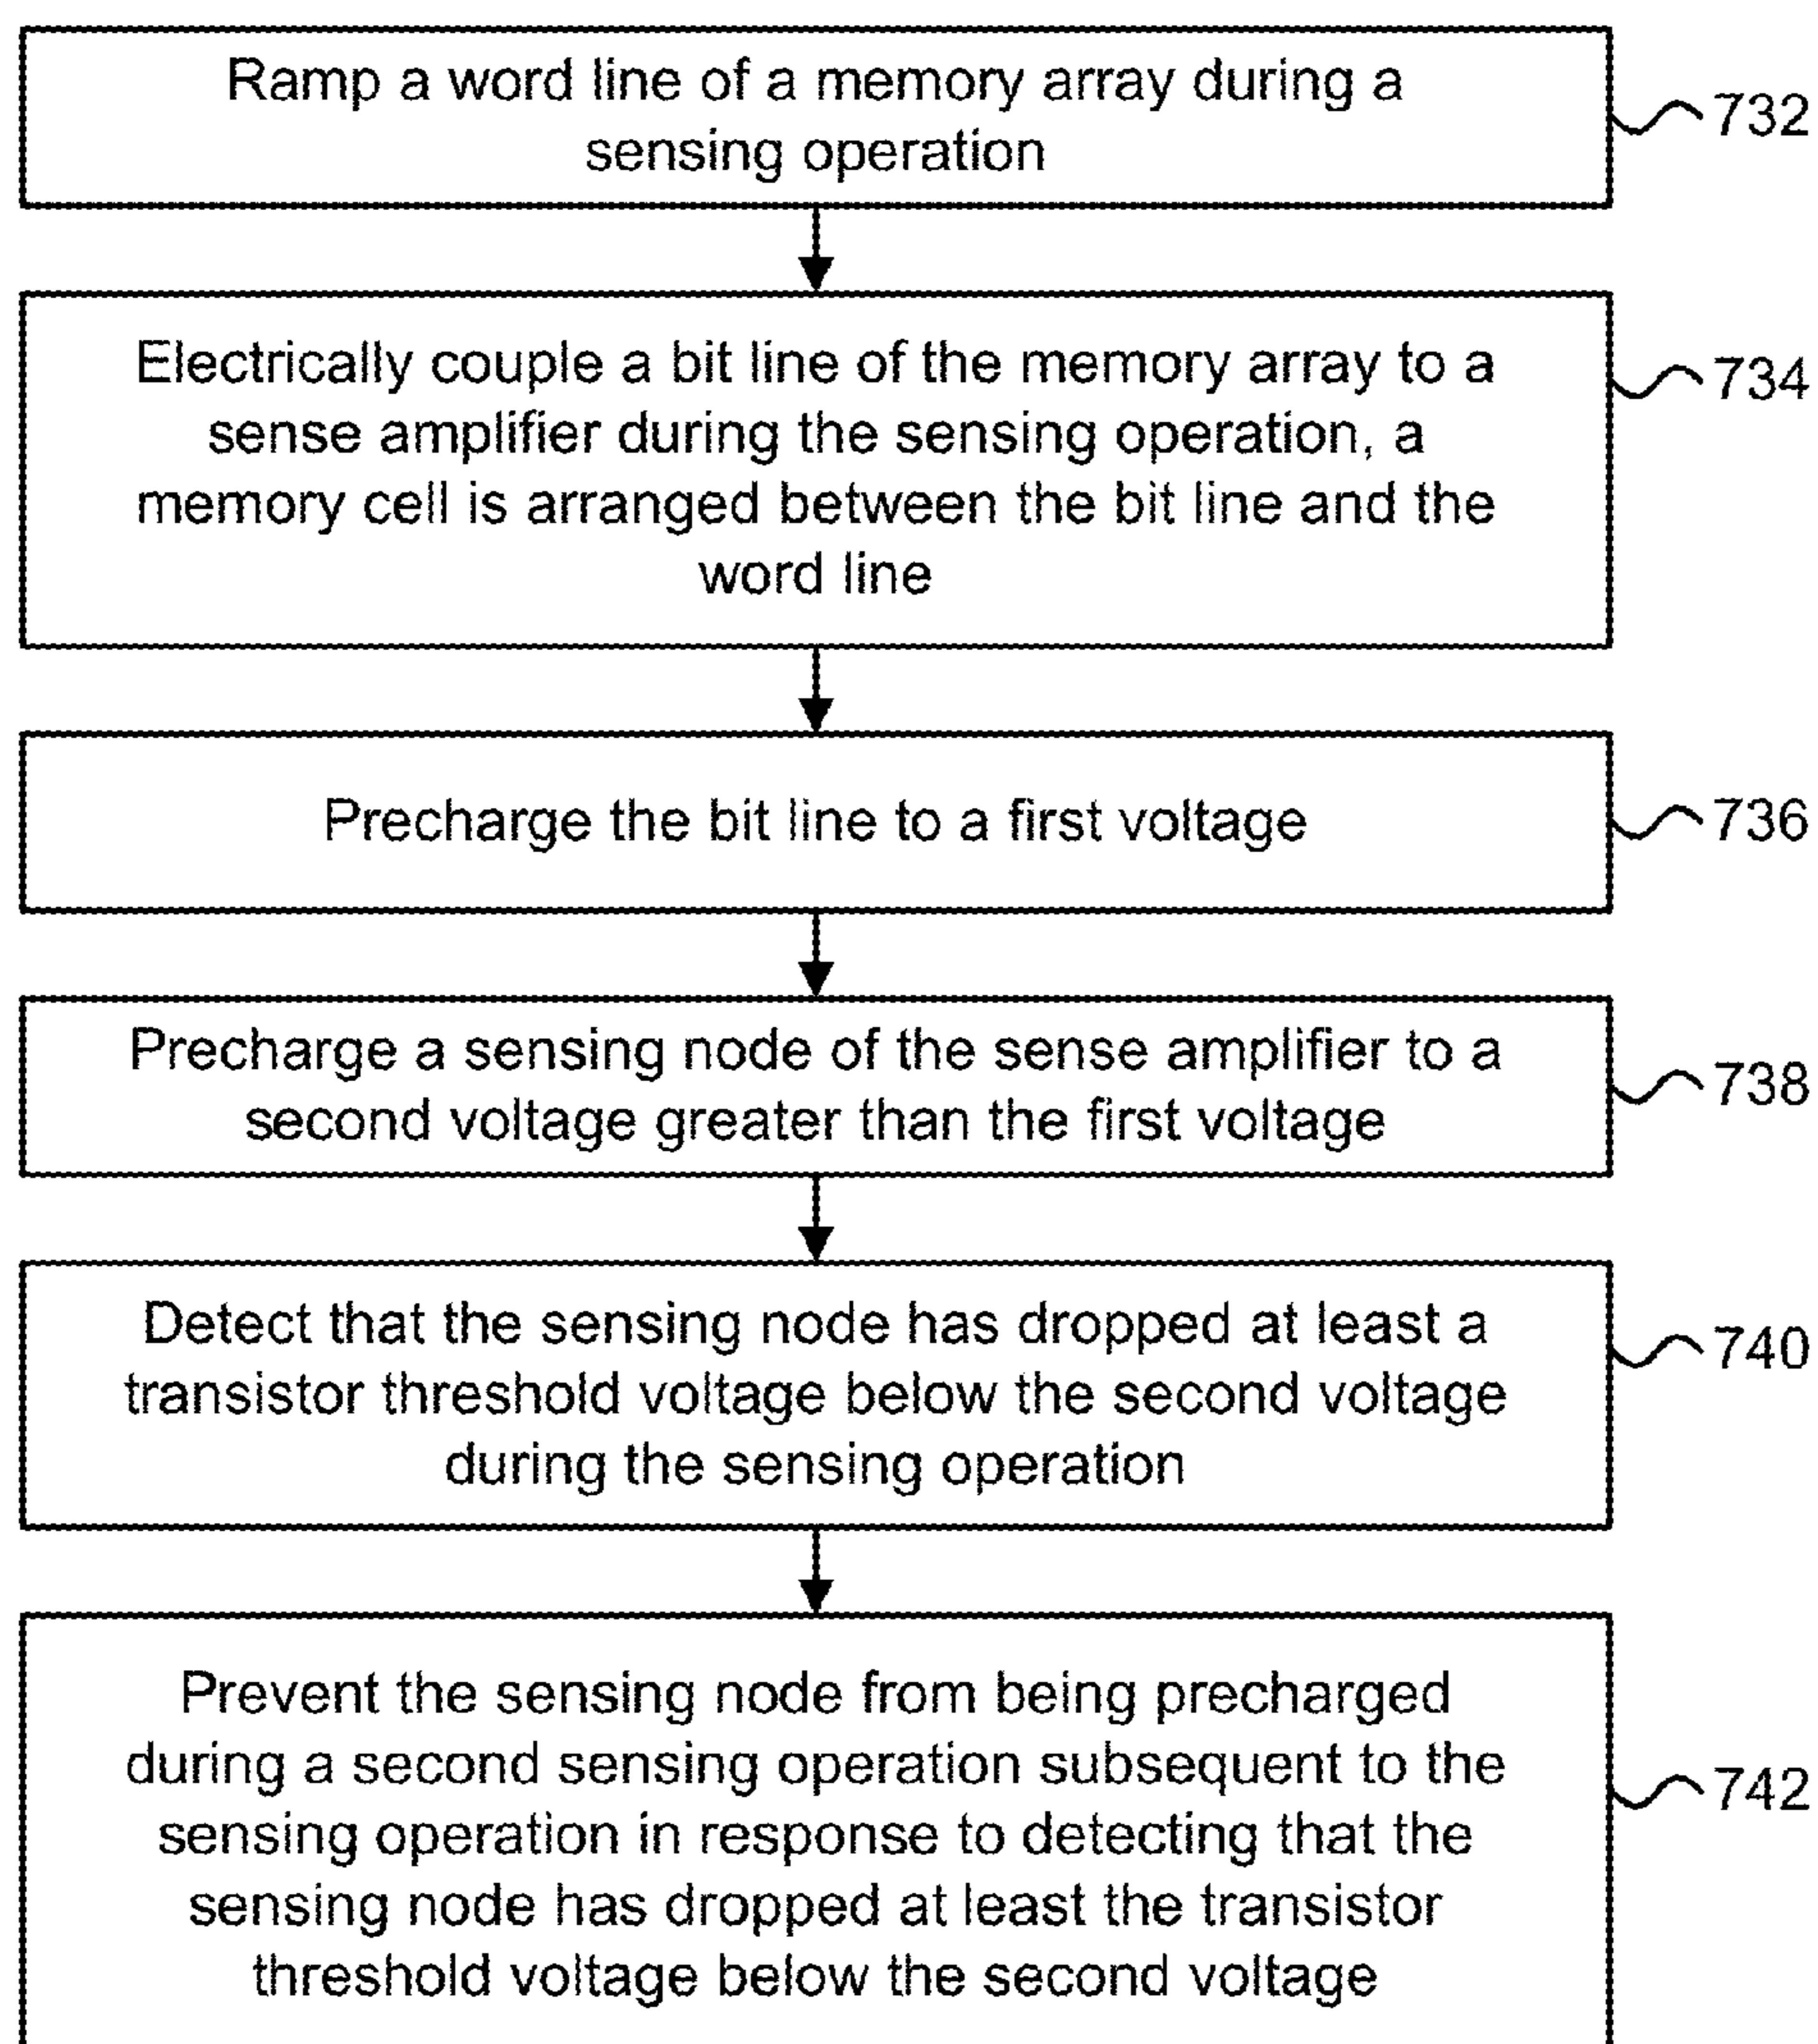 Ramp a word line of a memory array during a
sensing operation
732
Electrically couple a bit line of the memory array to a
sense amplifier during the sensing operation, a
memory cell is arranged between the bit line and the
word line
734
Precharge the bit line to a first voltage
736
Precharge a sensing node of the sense amplifier to a
second voltage greater than the first voltage
738
Detect that the sensing node has dropped at least a
transistor threshold voltage below the second voltage
during the sensing operation
740
Prevent the sensing node from being precharged
during a second sensing operation subsequent to the
sensing operation in response to detecting that the
sensing node has dropped at least the transistor
threshold voltage below the second voltage
742